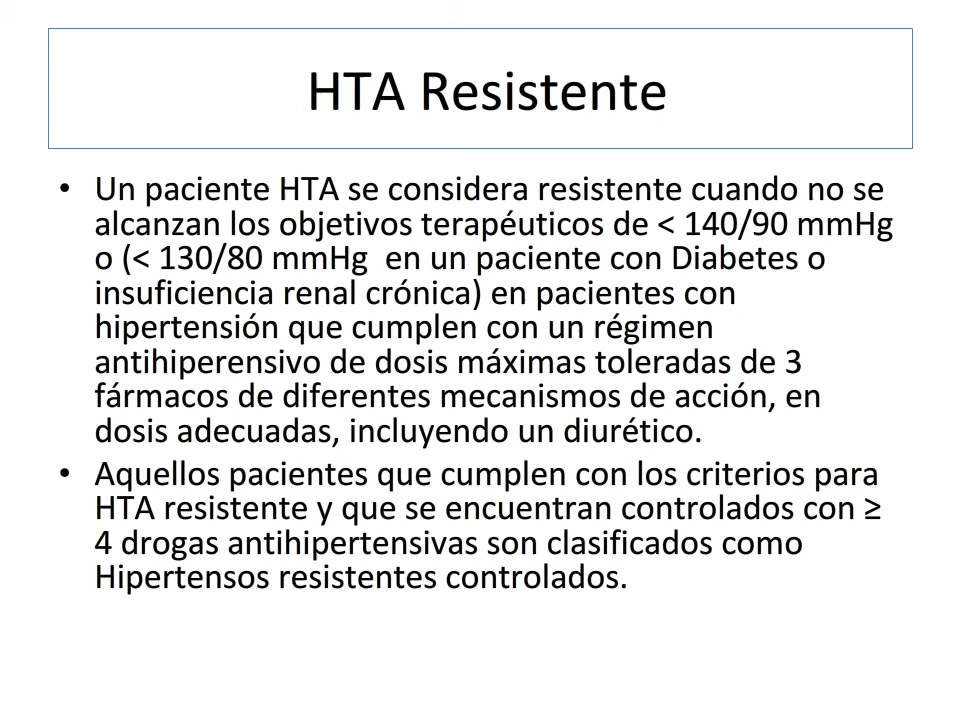 HTA Resistente
• Un paciente HTA se considera resistente cuando no se
alcanzan los objetivos terapéuticos de < 140/90 mmHg
o (< 130/80 mmHg  en un paciente con Diabetes o
insuficiencia renal crónica) en pacientes con
hipertensión que cumplen con un régimen
antihiperensivo de dosis máximas toleradas de 3
fármacos de diferentes mecanismos de acción, en
dosis adecuadas, incluyendo un diurético.
• Aquellos pacientes que cumplen con los criterios para
HTA resistente y que se encuentran controlados con ≥
4 drogas antihipertensivas son clasificados como
Hipertensos resistentes controlados.